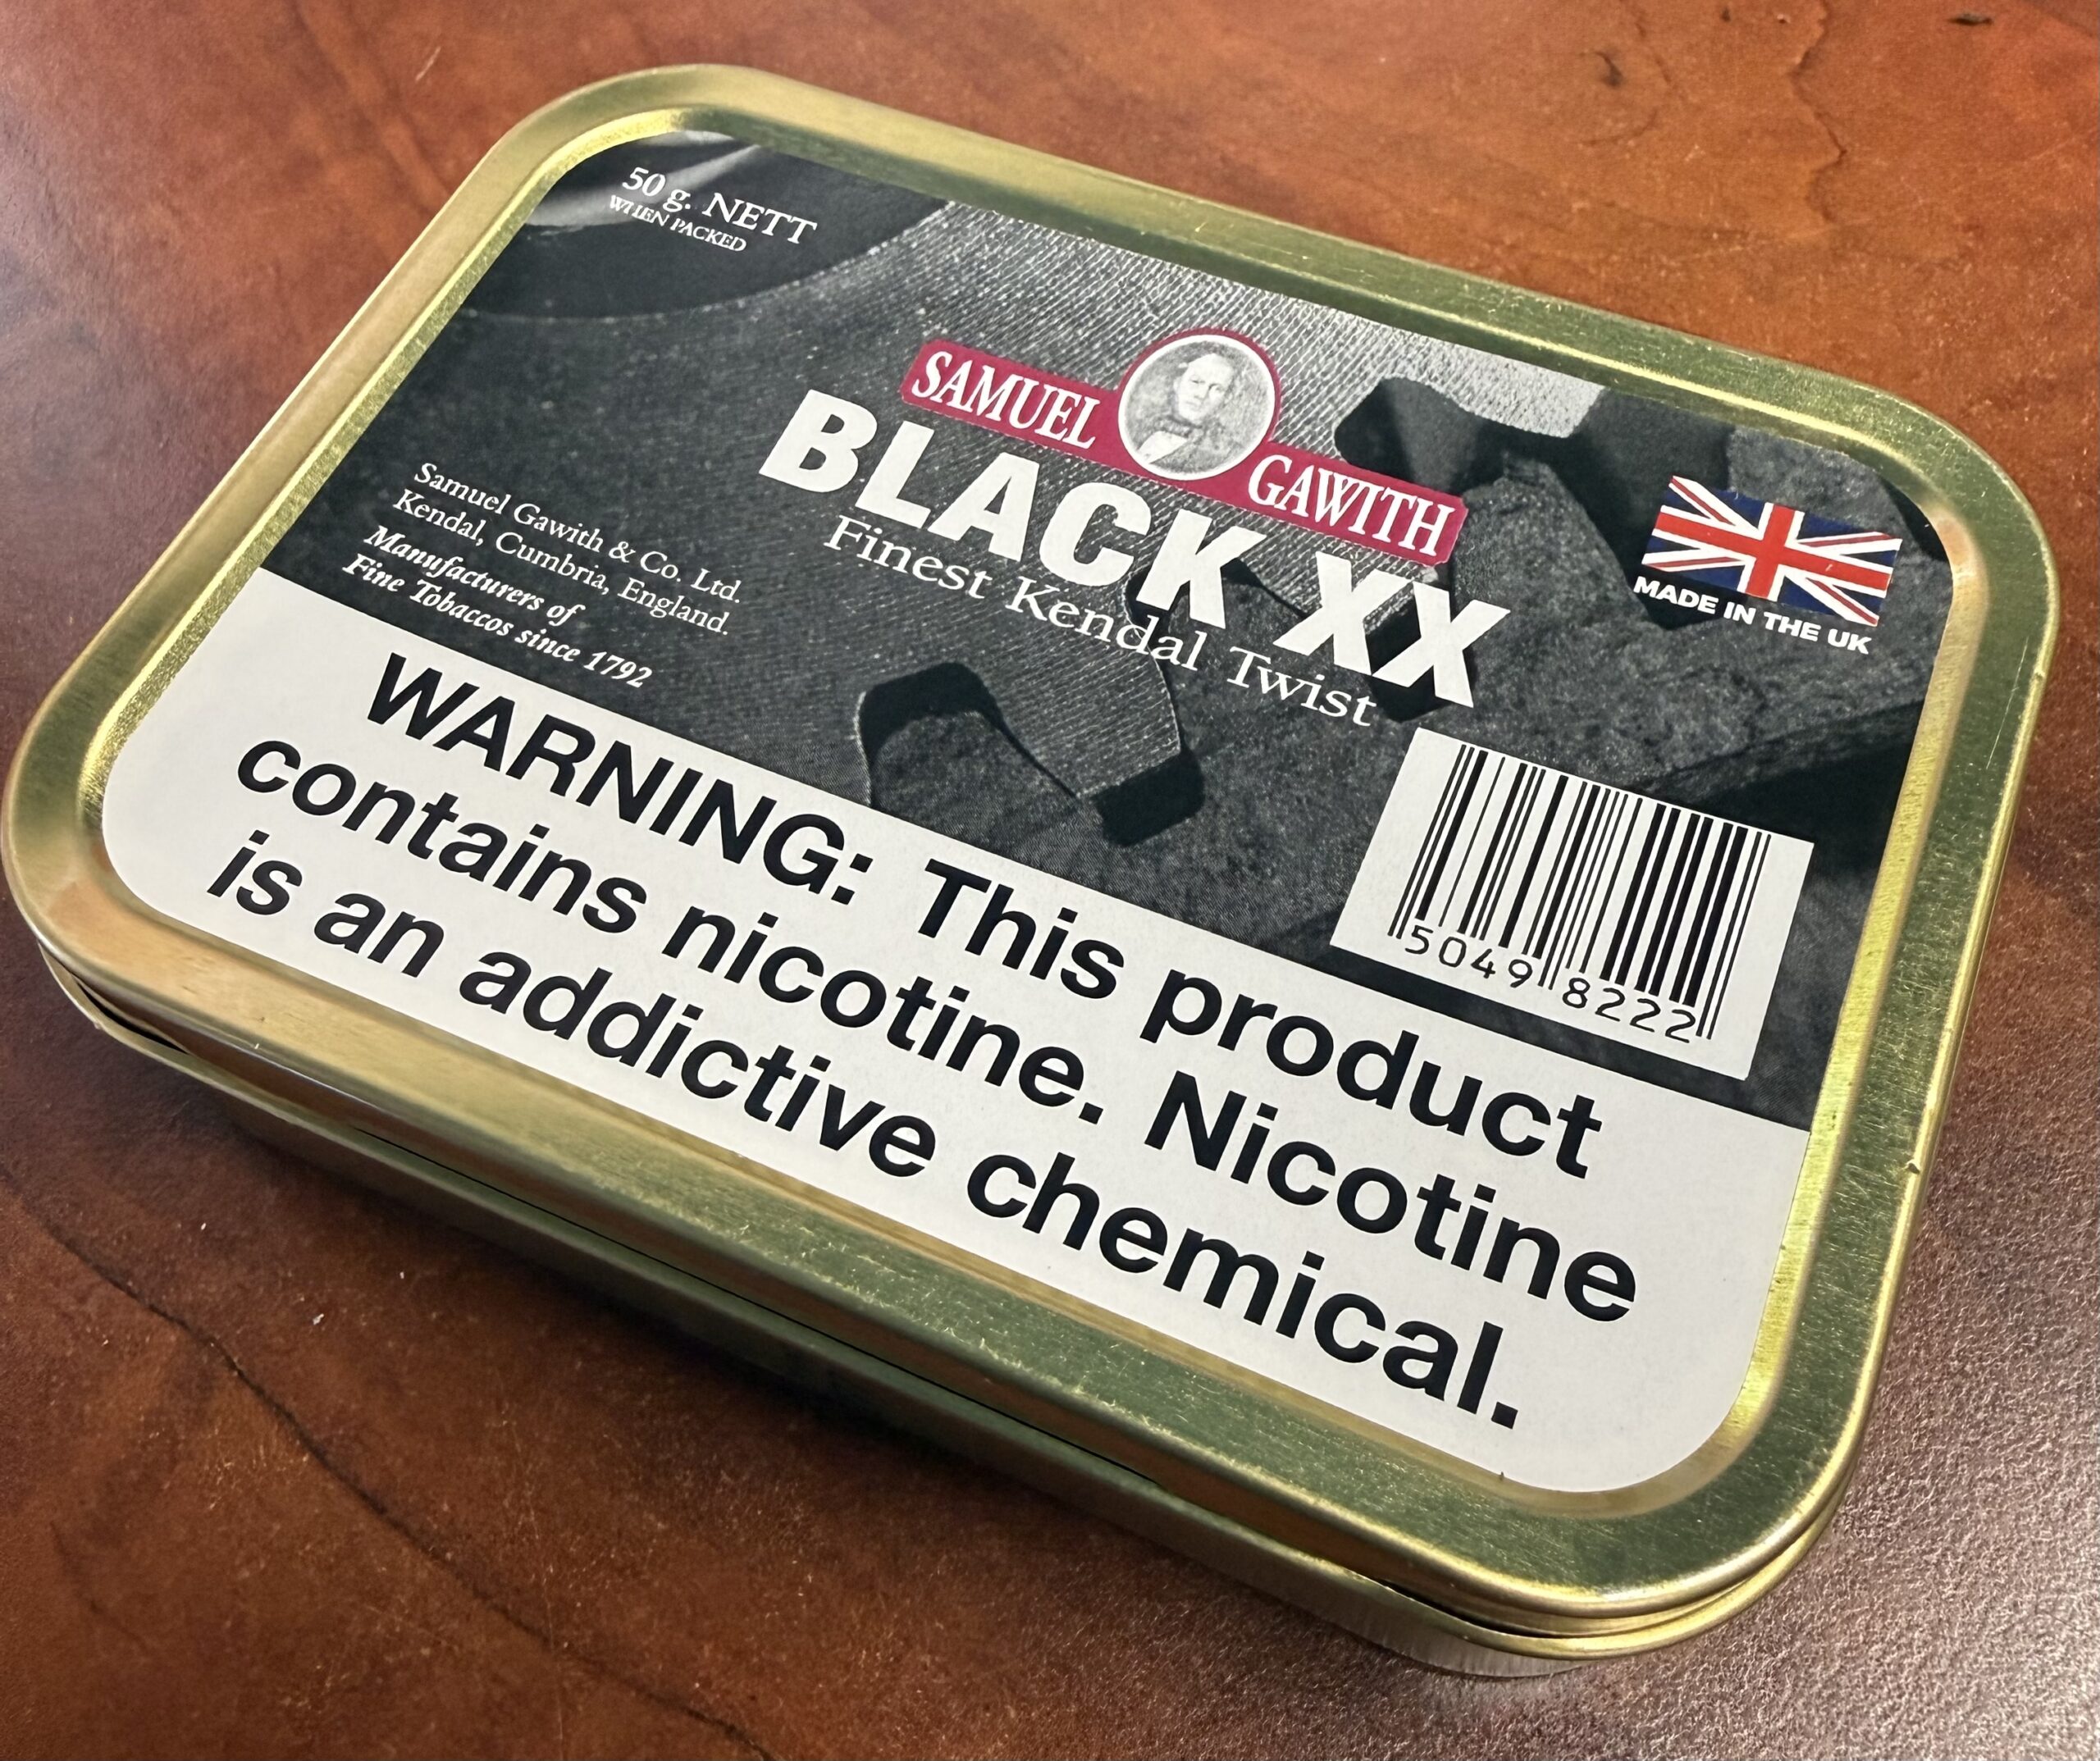 50 g. NETT
WHEN PACKED
SAMUEL GAWITH
BLACK XX
Finest Kendal Twist
MADE IN THE UK
Samuel Gawith & Co. Ltd.
Kendal, Cumbria, England.
Manufacturers of
Fine Tobaccos since 1792
5049 8222
WARNING: This product
contains nicotine. Nicotine
is an addictive chemical.